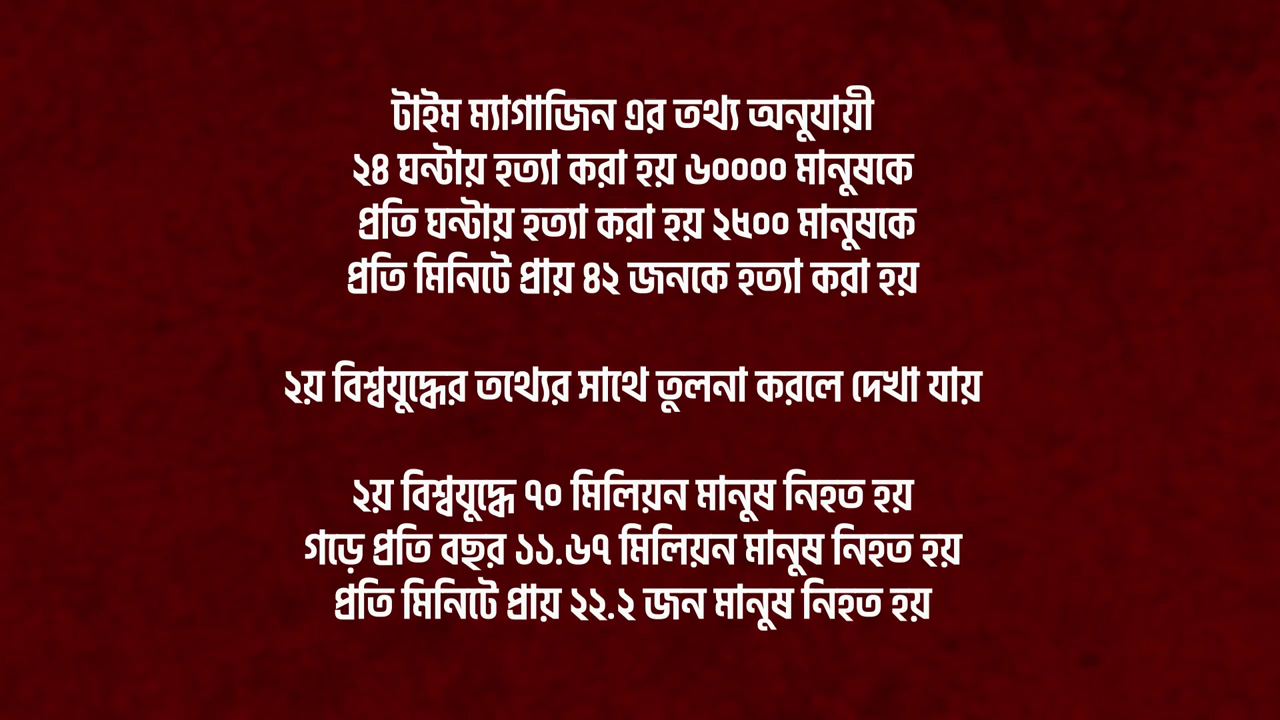 টাইম ম্যাগাজিন এর তথ্য অনুযায়ী
২৪ ঘন্টায় হত্যা করা হয় ৬০০০০ মানুষকে
প্রতি ঘন্টায় হত্যা করা হয় ২৫০০ মানুষকে
প্রতি মিনিটে প্রায় ৪২ জনকে হত্যা করা হয়
২য় বিশ্বযুদ্ধের তথ্যের সাথে তুলনা করলে দেখা যায়
২য় বিশ্বযুদ্ধে ৭০ মিলিয়ন মানুষ নিহত হয়
গড়ে প্রতি বছর ১১.৬৭ মিলিয়ন মানুষ নিহত হয়
প্রতি মিনিটে প্রায় ২২.২ জন মানুষ নিহত হয়